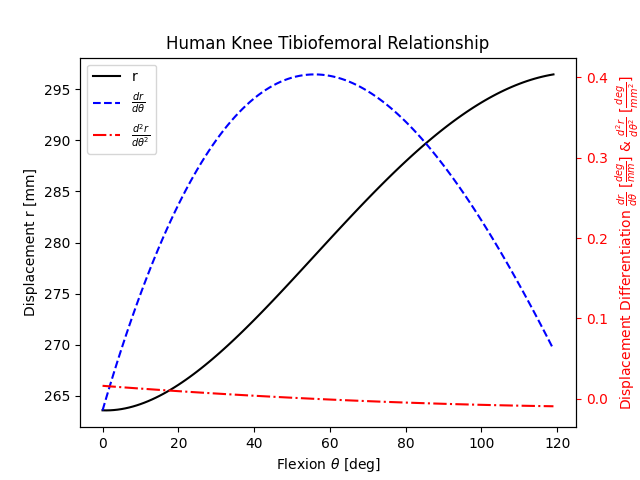 Human Knee Tibiofemoral Relationship
r
dr/dθ
d²r/dθ²
Displacement r [mm]
295
290
285
280
275
270
265
0.4
0.3
0.2
0.1
0.0
Displacement Differentiation dr/dθ [deg/mm] & d²r/dθ² [deg/mm²]
0 20 40 60 80 100 120
Flexion θ [deg]